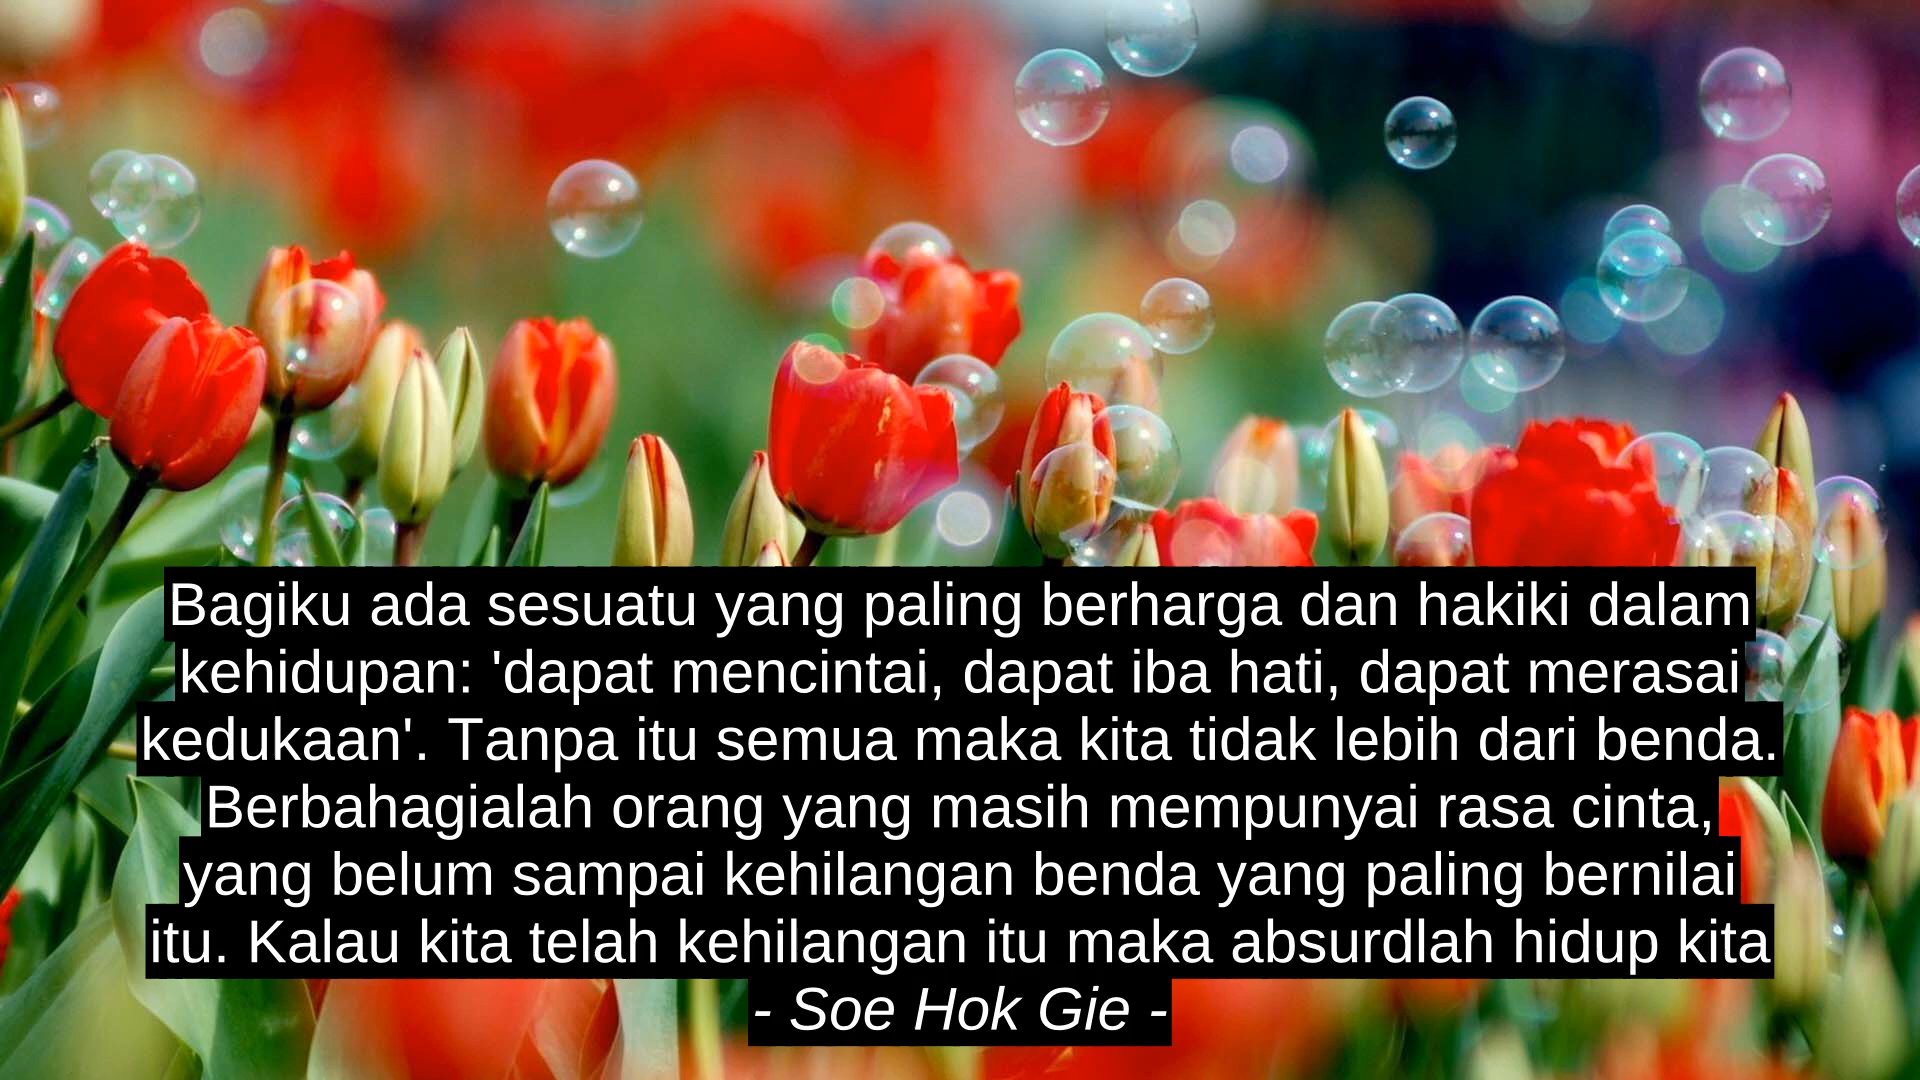 Bagiku ada sesuatu yang paling berharga dan hakiki dalam
kehidupan: 'dapat mencintai, dapat iba hati, dapat merasai
kedukaan'. Tanpa itu semua maka kita tidak lebih dari benda.
Berbahagialah orang yang masih mempunyai rasa cinta,
yang belum sampai kehilangan benda yang paling bernilai
itu. Kalau kita telah kehilangan itu maka absurdlah hidup kita
- Soe Hok Gie -